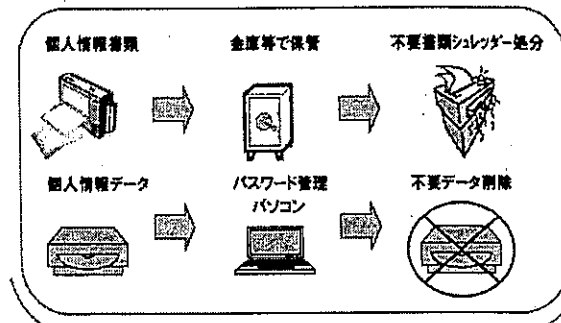 個人情報書類
金庫等で保管
不要書類シュレッダー処分
個人情報データ
パスワード管理
パソコン
不要データ削除